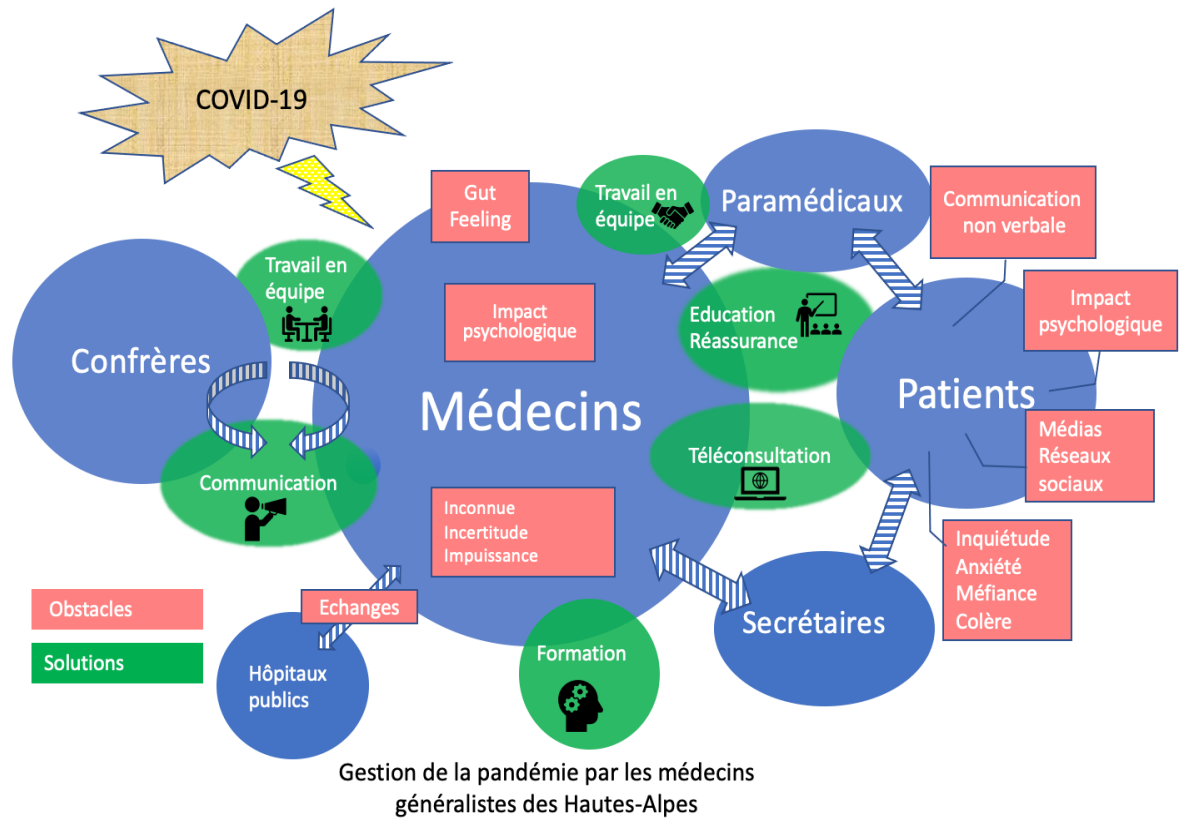 COVID-19
Gut
Feeling
Travail en
équipe
Paramédicaux
Communication
non verbale
Travail en
équipe
Impact
psychologique
Education
Réassurance
Impact
psychologique
Confrères
Médecins
Patients
Médias
Réseaux
sociaux
Communication
Téléconsultation
Inconnue
Incertitude
Impuissance
Inquiétude
Anxiété
Méfiance
Colère
Obstacles
Echanges
Secrétaires
Solutions
Formation
Hôpitaux
publics
Gestion de la pandémie par les médecins
généralistes des Hautes-Alpes